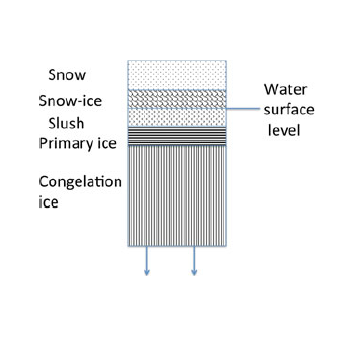 Snow
Snow-ice
Slush
Primary ice
Congelation
ice
Water
surface
level